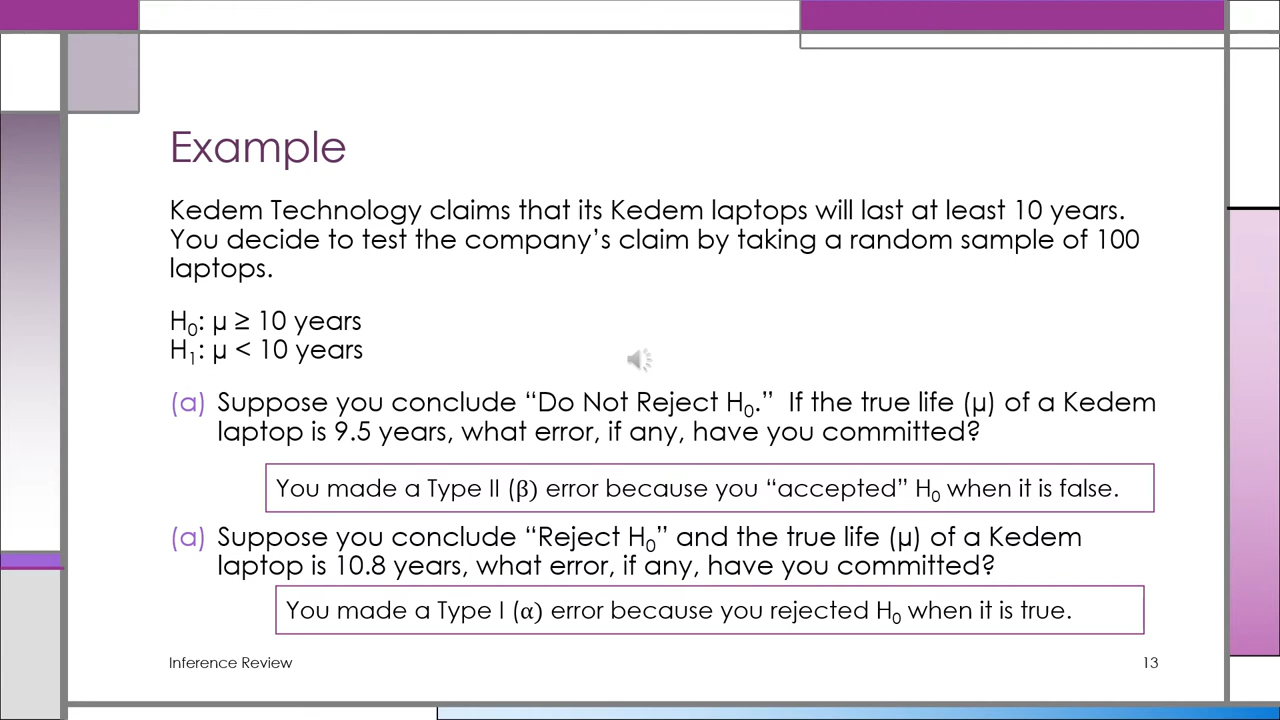 Example
Kedem Technology claims that its Kedem laptops will last at least 10 years.
You decide to test the company’s claim by taking a random sample of 100
laptops.
H₀: μ ≥ 10 years
H₁: μ < 10 years
(a) Suppose you conclude “Do Not Reject H₀.” If the true life (μ) of a Kedem
laptop is 9.5 years, what error, if any, have you committed?
You made a Type II (β) error because you “accepted” H₀ when it is false.
(a) Suppose you conclude “Reject H₀” and the true life (μ) of a Kedem
laptop is 10.8 years, what error, if any, have you committed?
You made a Type I (α) error because you rejected H₀ when it is true.
Inference Review
13